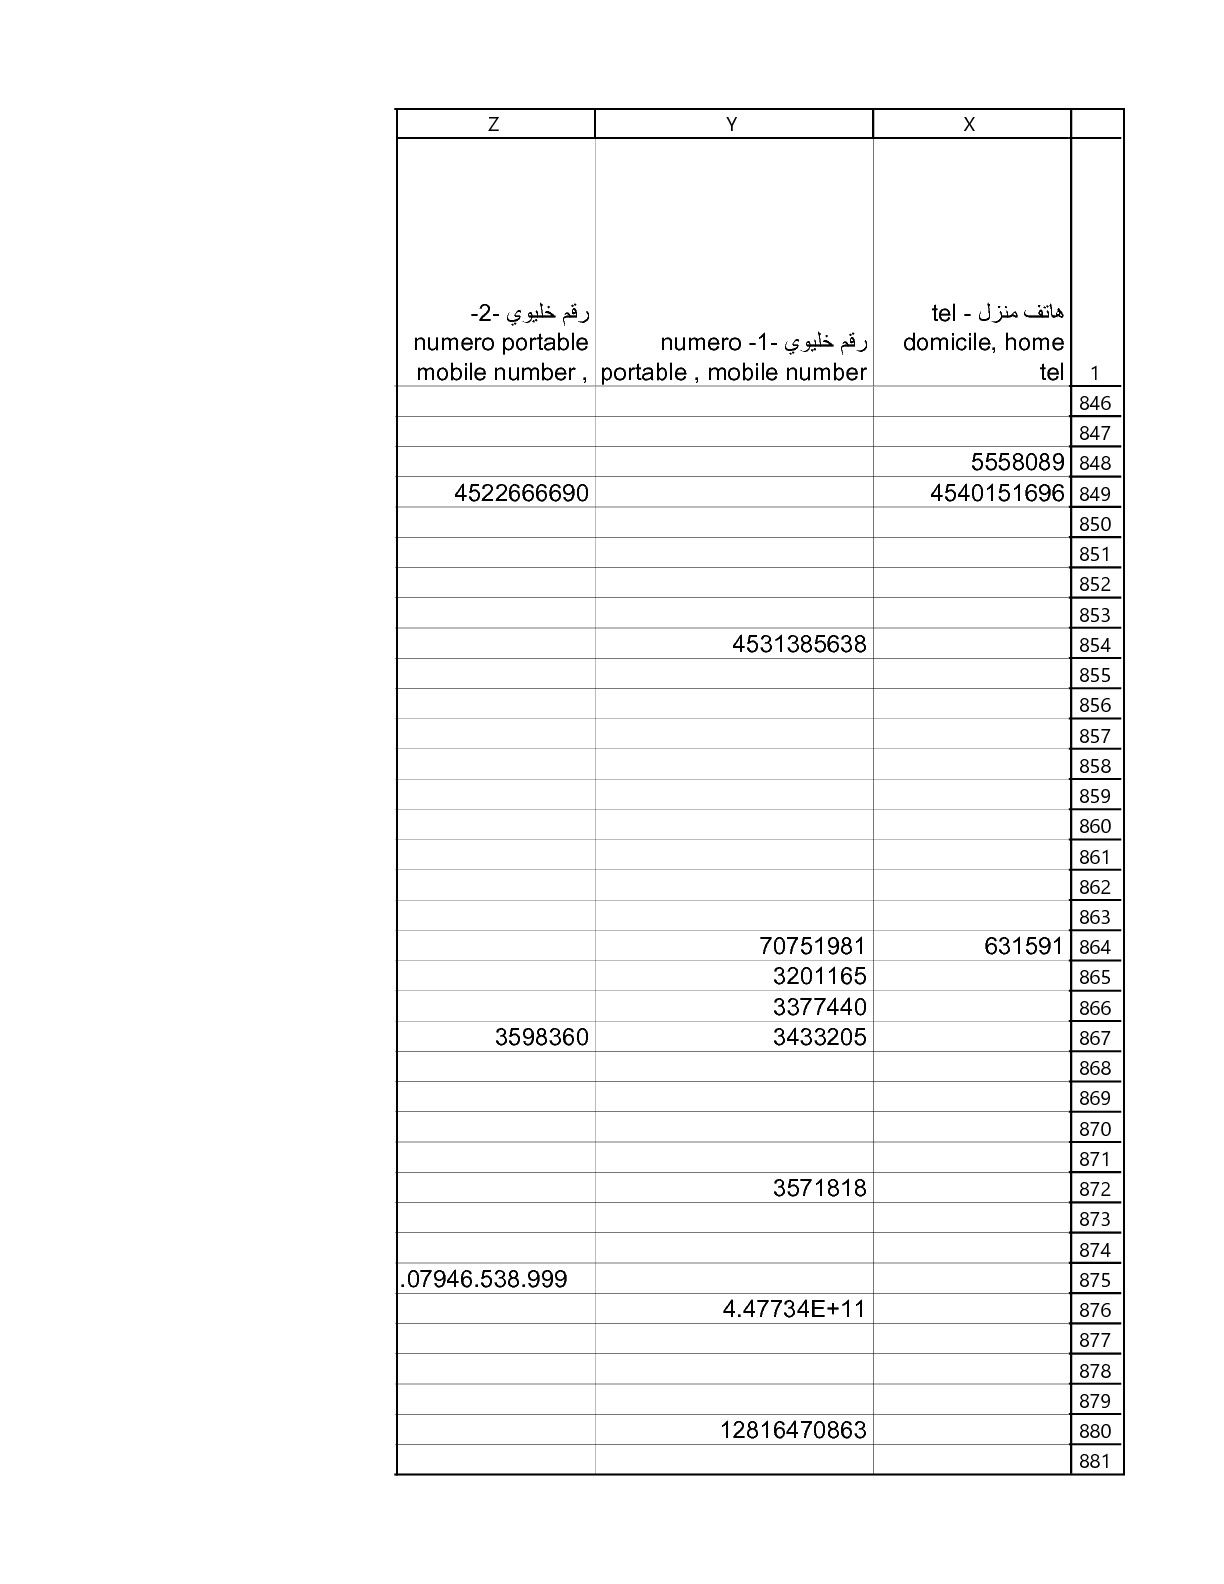 Z Y X
رقم خليوي -2-
numero portable
mobile number ,
رقم خليوي -1- numero
portable , mobile number
هاتف منزل - tel
domicile, home
tel
1
846
847
5558089 848
4522666690 4540151696 849
850
851
852
853
4531385638 854
855
856
857
858
859
860
861
862
863
70751981 631591 864
3201165 865
3377440 866
3598360 3433205 867
868
869
870
871
3571818 872
873
874
.07946.538.999 875
4.47734E+11 876
877
878
879
12816470863 880
881